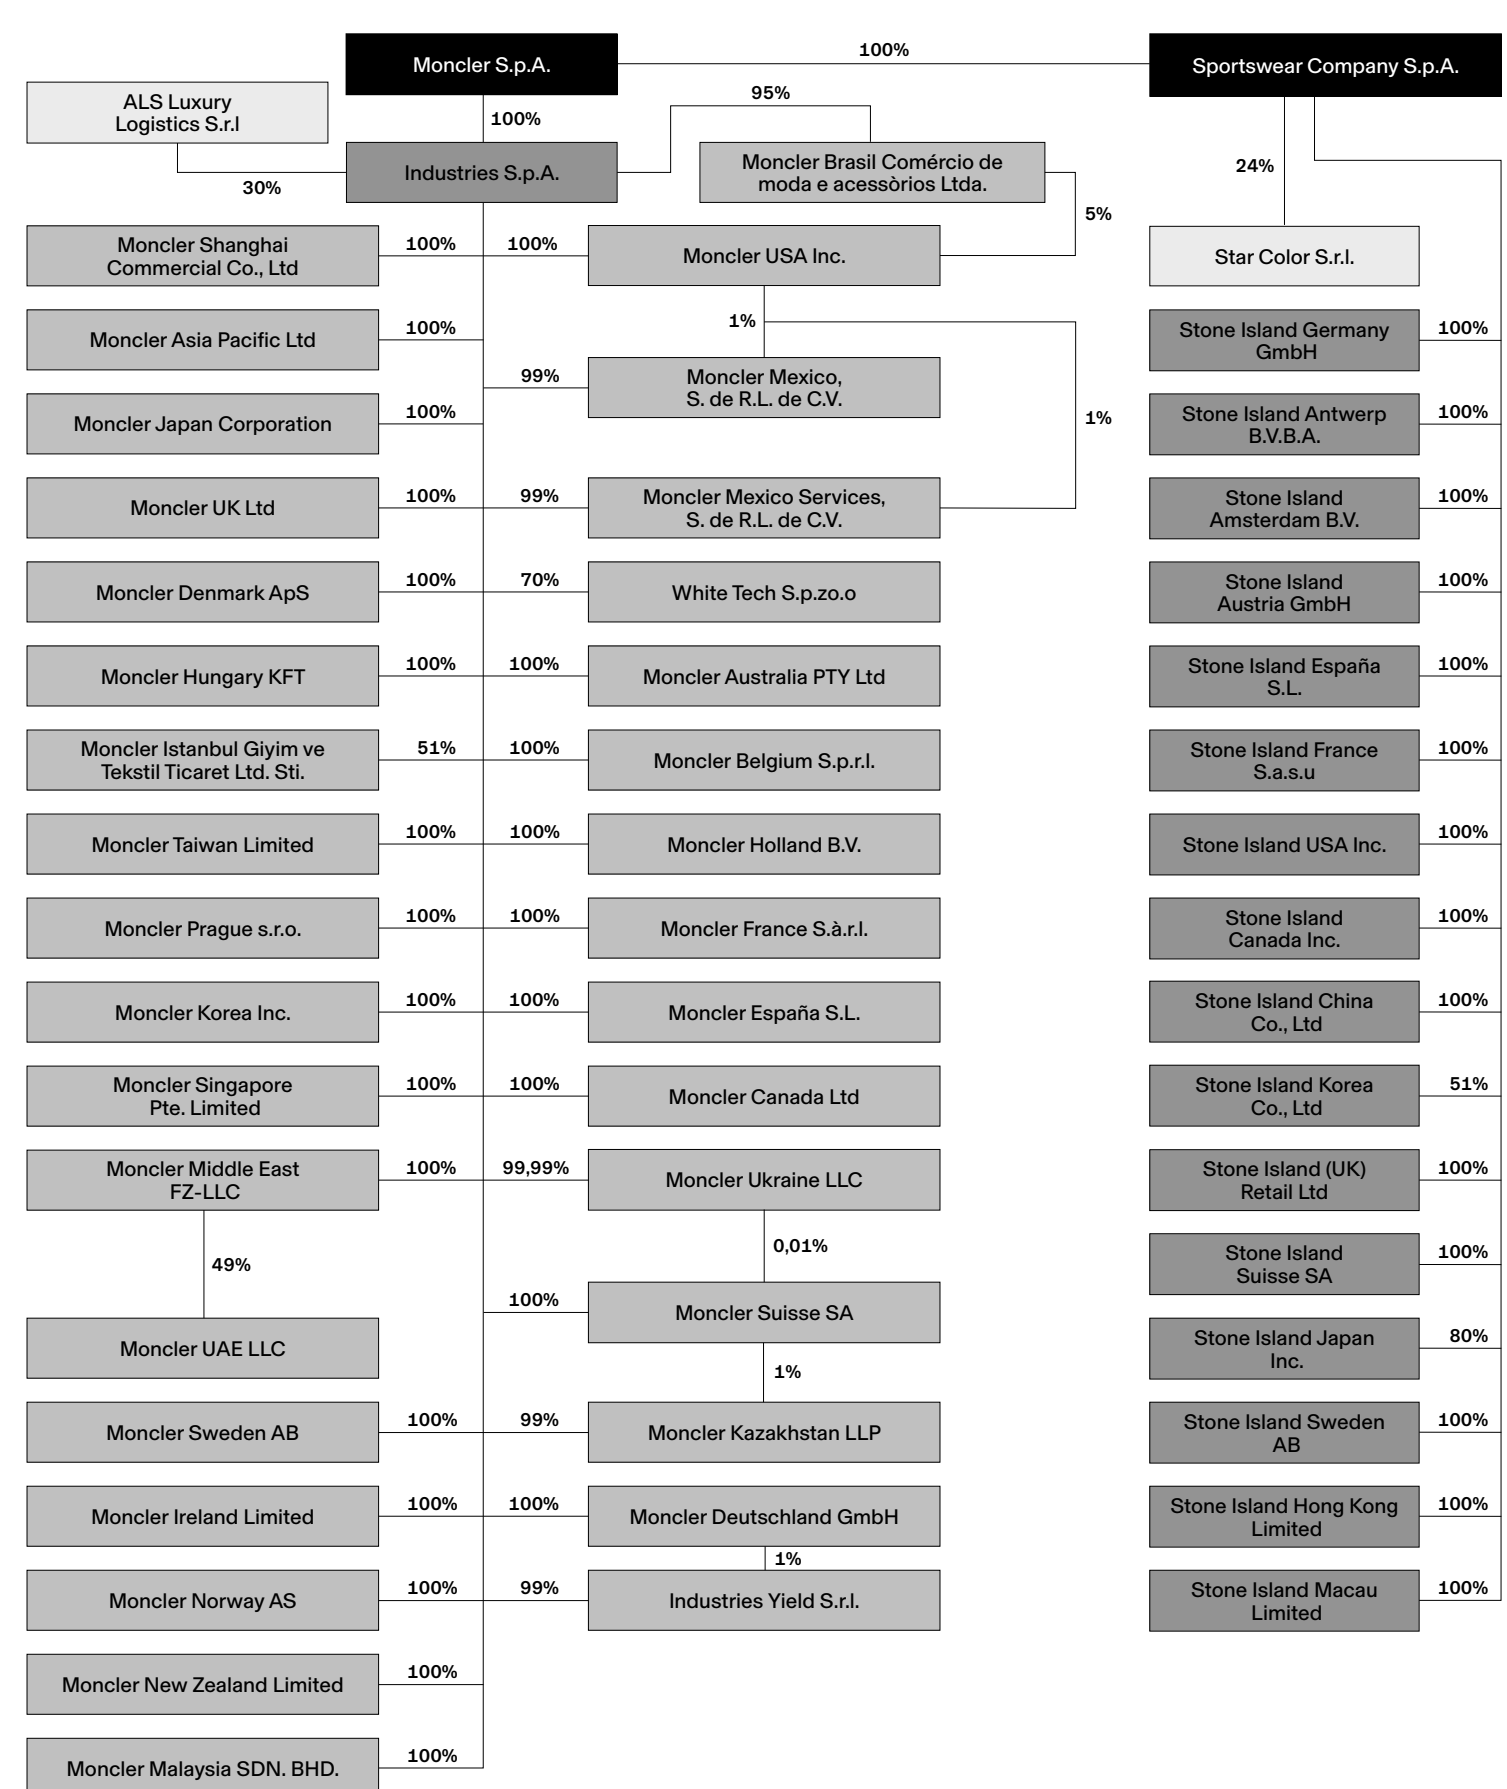 Moncler S.p.A.
100%
Sportswear Company S.p.A.
ALS Luxury
Logistics S.r.l
95%
100%
Industries S.p.A.
30%
Moncler Brasil Comércio de
moda e acessòrios Ltda.
24%
5%
Moncler Shanghai
Commercial Co., Ltd
100%
100%
Moncler USA Inc.
Star Color S.r.l.
Moncler Asia Pacific Ltd
100%
1%
Stone Island Germany
GmbH
100%
99%
Moncler Mexico,
S. de R.L. de C.V.
Moncler Japan Corporation
100%
1%
Stone Island Antwerp
B.V.B.A.
100%
Moncler UK Ltd
100%
99%
Moncler Mexico Services,
S. de R.L. de C.V.
Stone Island
Amsterdam B.V.
100%
Moncler Denmark ApS
100%
70%
White Tech S.p.zo.o
Stone Island
Austria GmbH
100%
Moncler Hungary KFT
100%
100%
Moncler Australia PTY Ltd
Stone Island España
S.L.
100%
Moncler Istanbul Giyim ve
Tekstil Ticaret Ltd. Sti.
51%
100%
Moncler Belgium S.p.r.l.
Stone Island France
S.a.s.u
100%
Moncler Taiwan Limited
100%
100%
Moncler Holland B.V.
Stone Island USA Inc.
100%
Moncler Prague s.r.o.
100%
100%
Moncler France S.à.r.l.
Stone Island
Canada Inc.
100%
Moncler Korea Inc.
100%
100%
Moncler España S.L.
Stone Island China
Co., Ltd
100%
Moncler Singapore
Pte. Limited
100%
100%
Moncler Canada Ltd
Stone Island Korea
Co., Ltd
51%
Moncler Middle East
FZ-LLC
100%
99,99%
Moncler Ukraine LLC
Stone Island (UK)
Retail Ltd
100%
49%
0,01%
Stone Island
Suisse SA
100%
100%
Moncler Suisse SA
Moncler UAE LLC
Stone Island Japan
Inc.
80%
1%
Moncler Sweden AB
100%
99%
Moncler Kazakhstan LLP
Stone Island Sweden
AB
100%
Moncler Ireland Limited
100%
100%
Moncler Deutschland GmbH
Stone Island Hong Kong
Limited
100%
1%
Moncler Norway AS
100%
99%
Industries Yield S.r.l.
Stone Island Macau
Limited
100%
Moncler New Zealand Limited
100%
Moncler Malaysia SDN. BHD.
100%